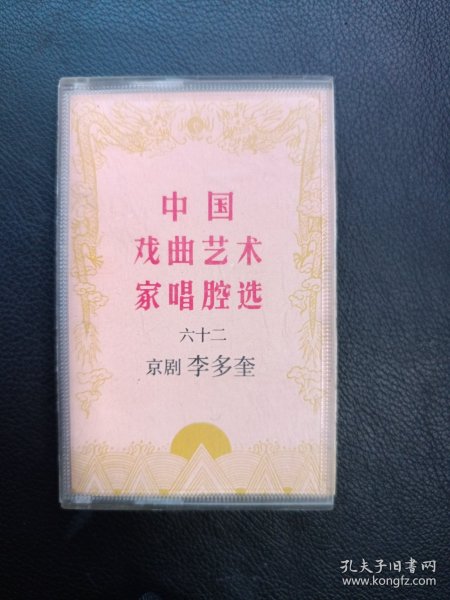 中国
戏曲艺术
家唱腔选
六十二
京剧 李多奎
孔夫子旧书网
www.kongfz.com